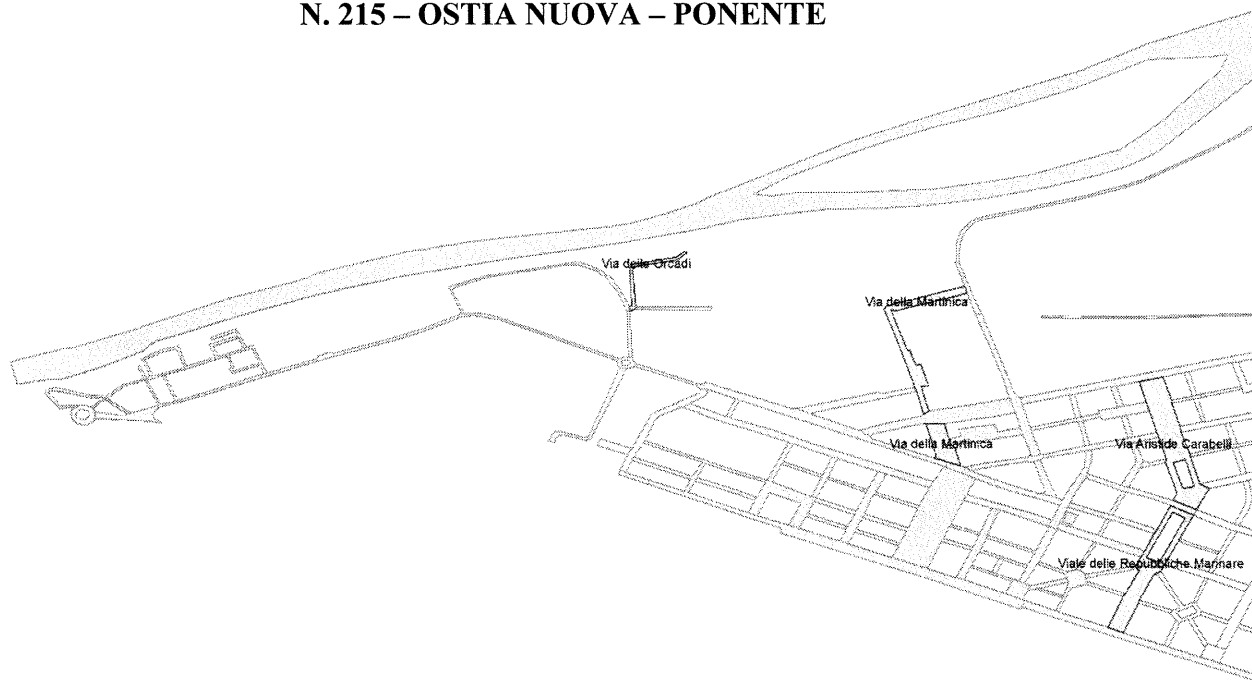 N. 215 – OSTIA NUOVA – PONENTE
Via delle Orcadi
Via della Martinica
Via della Martinica
Via Aristide Carabelli
Viale delle Repubbliche Marinare